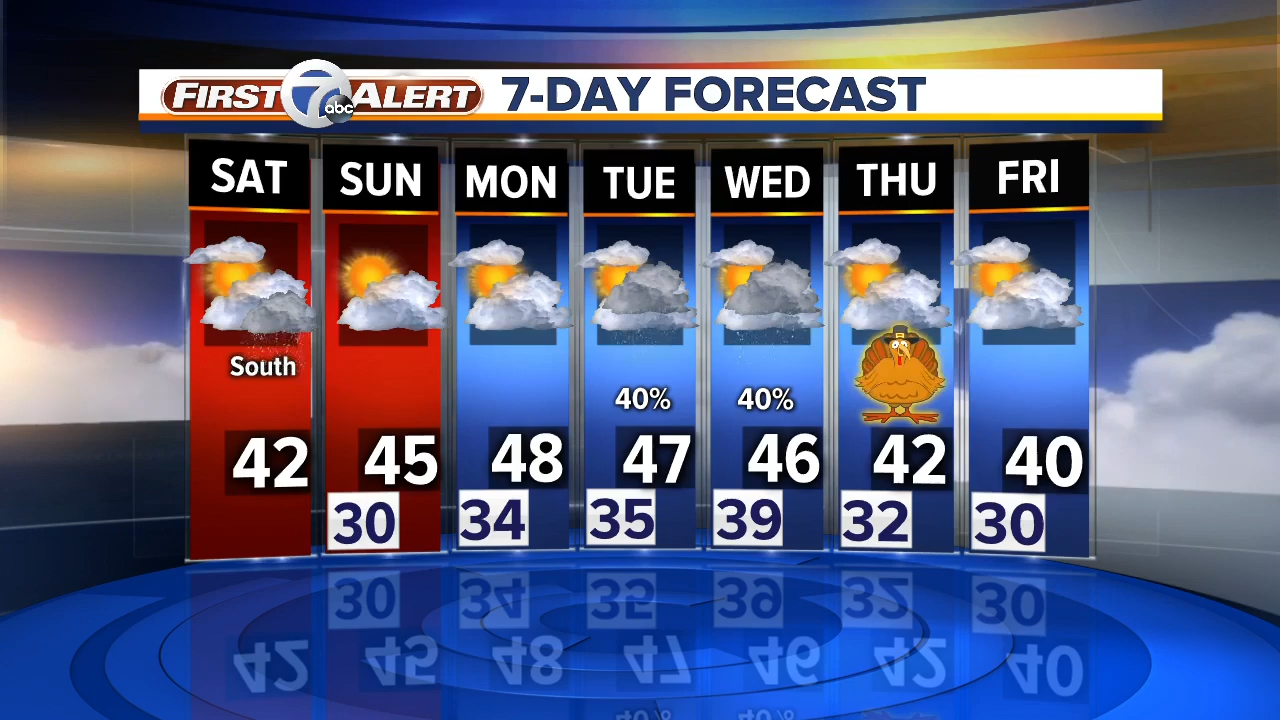 FIRST 7 abc ALERT 7-DAY FORECAST
SAT SUN MON TUE WED THU FRI
South
40% 40%
42 45 48 47 46 42 40
30 34 35 39 32 30